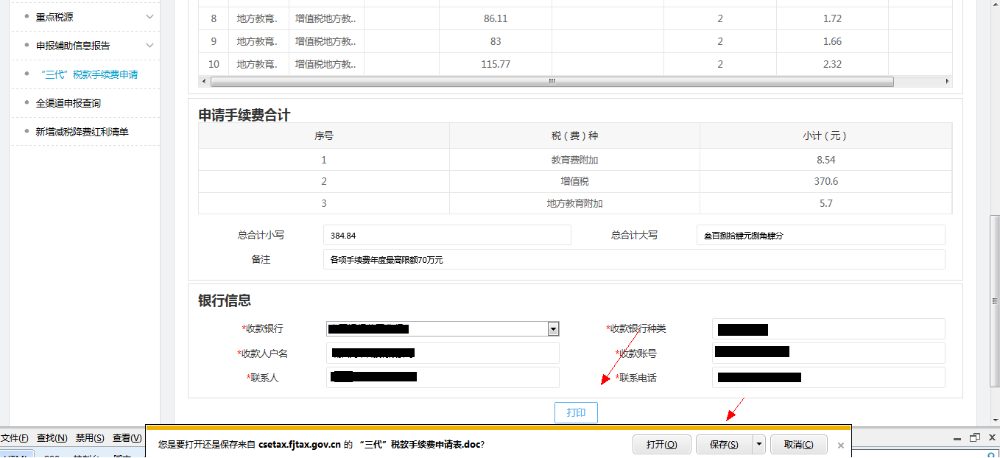 重点税源
申报辅助信息报告
“三代”税款手续费申请
全渠道申报查询
新增减税降费红利清单
8 地方教育.. 增值税地方教.. 86.11 2 1.72
9 地方教育.. 增值税地方教.. 83 2 1.66
10 地方教育.. 增值税地方教.. 115.77 2 2.32
申请手续费合计
序号 税(费)种 小计(元)
1 教育费附加 8.54
2 增值税 370.6
3 地方教育附加 5.7
总合计小写 384.84 总合计大写 叁百捌拾肆元捌角肆分
备注 各项手续费年度最高限额70万元
银行信息
*收款银行 *收款银行种类
*收款人户名 *收款账号
*联系人 *联系电话
打印
文件(F) 查找(N) 禁用(S) 查看(V)
您是要打开还是保存来自 csetax.fjtax.gov.cn 的 “三代”税款手续费申请表.doc?
打开(O) 保存(S) 取消(C)
HTML CSS 控制台 脚本